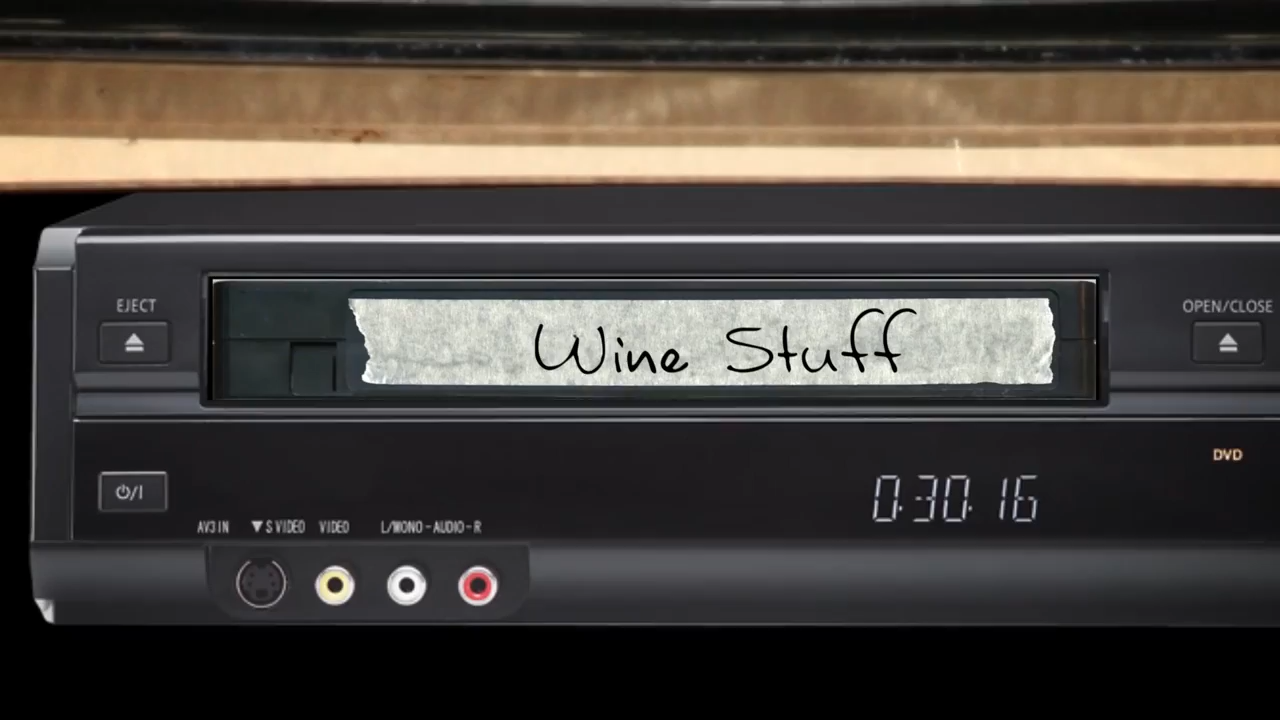 EJECT
Wine Stuff
OPEN/CLOSE
DVD
0:30 16
AV3 IN ▼ S VIDEO VIDEO L/MONO - AUDIO - R